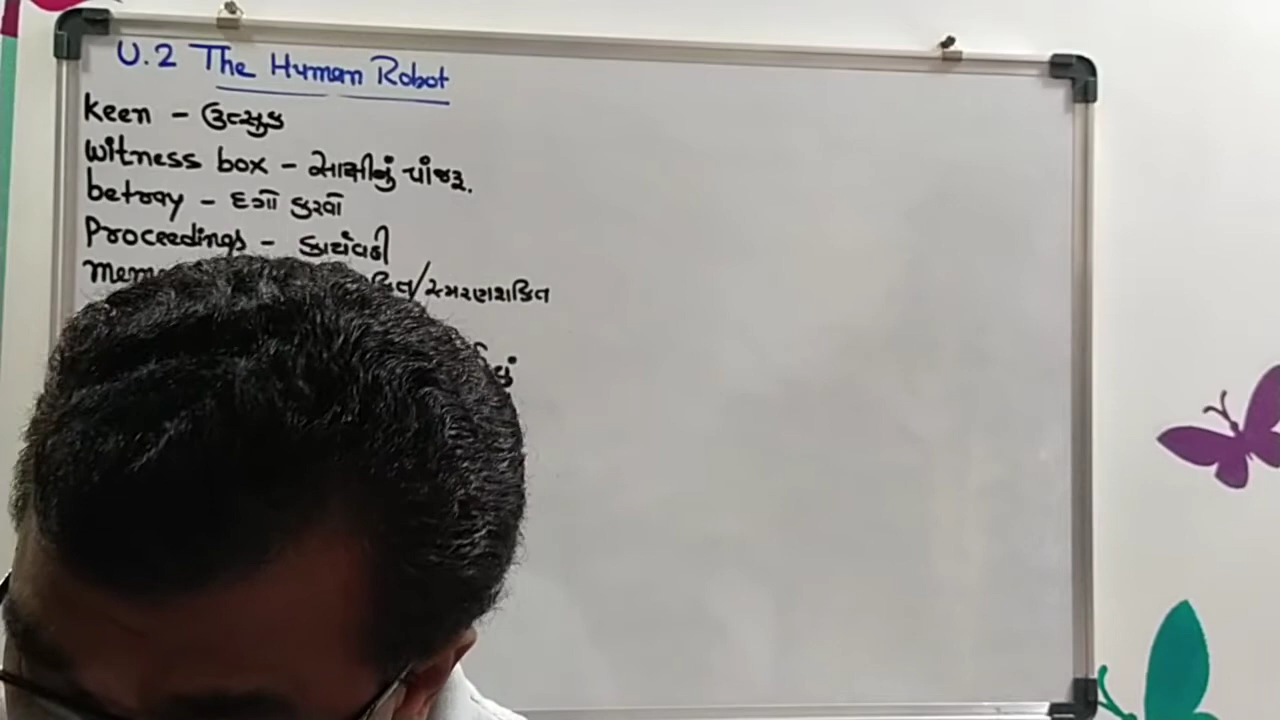 U.2 The Human Robot
Keen - ઉત્સુક
Witness box - સાક્ષીનું પાંજરૂ.
betray - દગો કરવો
Proceedings - કાર્યવાહી
/સ્મરણશક્તિ